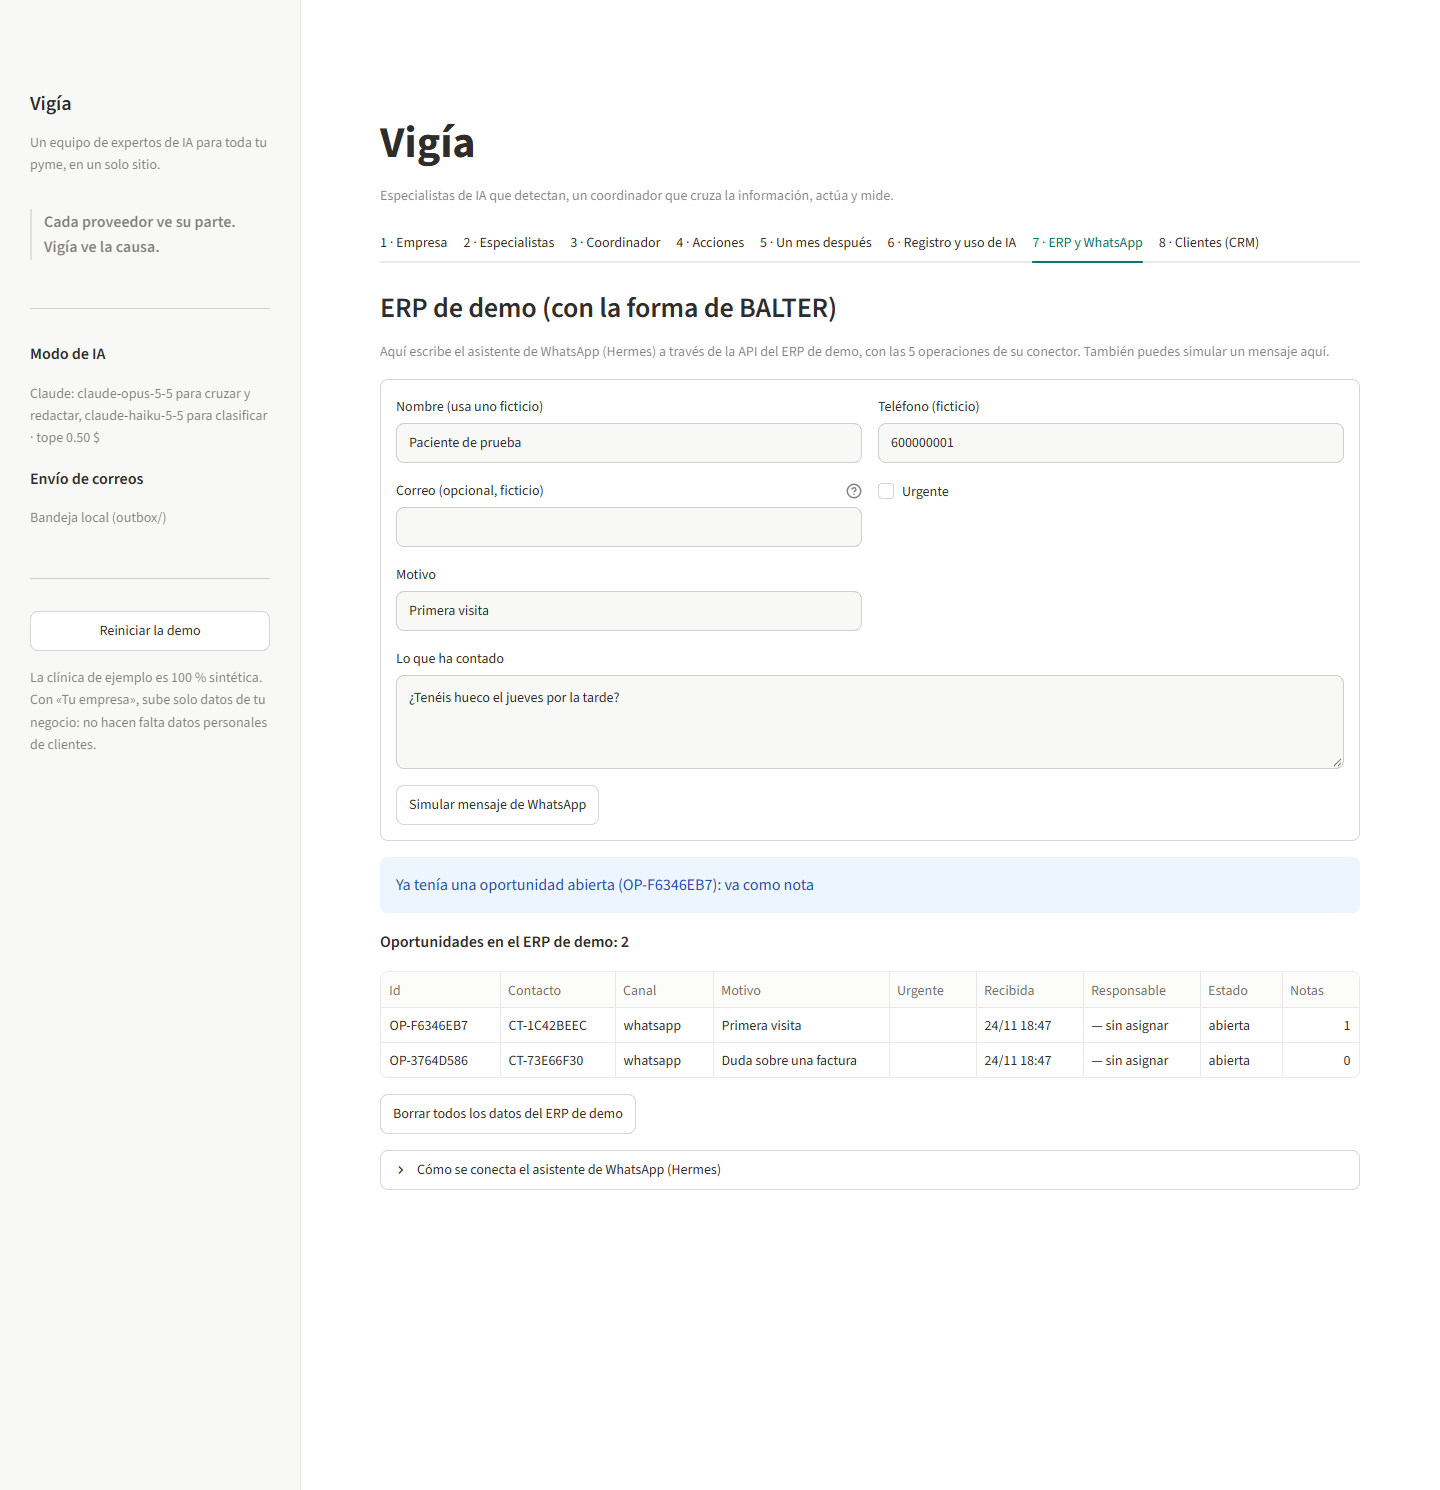 Vigía
Un equipo de expertos de IA para toda tu
pyme, en un solo sitio.
Cada proveedor ve su parte.
Vigía ve la causa.
Modo de IA
Claude: claude-opus-5-5 para cruzar y
redactar, claude-haiku-5-5 para clasificar
· tope 0.50 $
Envío de correos
Bandeja local (outbox/)
Reiniciar la demo
La clínica de ejemplo es 100 % sintética.
Con «Tu empresa», sube solo datos de tu
negocio: no hacen falta datos personales
de clientes.
Vigía
Especialistas de IA que detectan, un coordinador que cruza la información, actúa y mide.
1 · Empresa 2 · Especialistas 3 · Coordinador 4 · Acciones 5 · Un mes después 6 · Registro y uso de IA 7 · ERP y WhatsApp 8 · Clientes (CRM)
ERP de demo (con la forma de BALTER)
Aquí escribe el asistente de WhatsApp (Hermes) a través de la API del ERP de demo, con las 5 operaciones de su conector. También puedes simular un mensaje aquí.
Nombre (usa uno ficticio) Teléfono (ficticio)
Paciente de prueba 600000001
Correo (opcional, ficticio) Urgente
Motivo
Primera visita
Lo que ha contado
¿Tenéis hueco el jueves por la tarde?
Simular mensaje de WhatsApp
Ya tenía una oportunidad abierta (OP-F6346EB7): va como nota
Oportunidades en el ERP de demo: 2
Id Contacto Canal Motivo Urgente Recibida Responsable Estado Notas
OP-F6346EB7 CT-1C42BEEC whatsapp Primera visita 24/11 18:47 — sin asignar abierta 1
OP-3764D586 CT-73E66F30 whatsapp Duda sobre una factura 24/11 18:47 — sin asignar abierta 0
Borrar todos los datos del ERP de demo
Cómo se conecta el asistente de WhatsApp (Hermes)